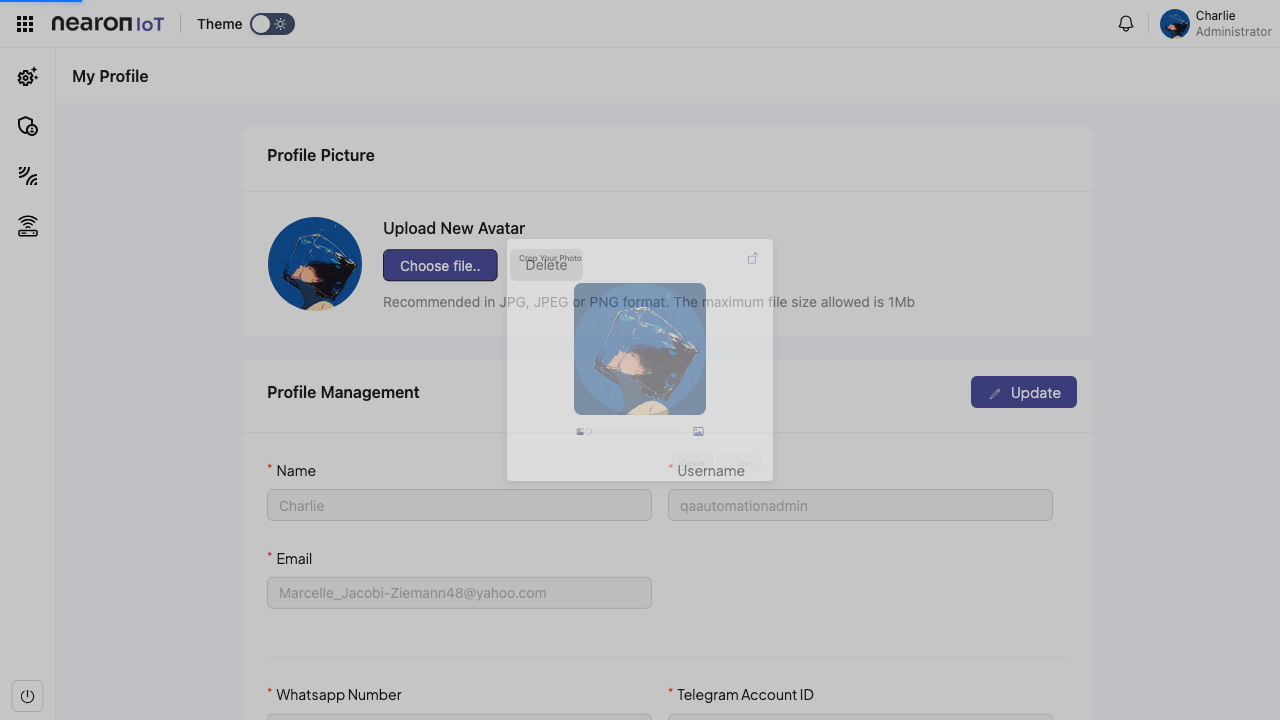 nearon IoT
Theme
Charlie
Administrator
My Profile
Profile Picture
Upload New Avatar
Choose file..
Delete
Crop Your Photo
Recommended in JPG, JPEG or PNG format. The maximum file size allowed is 1Mb
Profile Management
Update
* Name
* Username
Charlie
qaautomationadmin
* Email
Marcelle_Jacobi-Ziemann48@yahoo.com
* Whatsapp Number
* Telegram Account ID